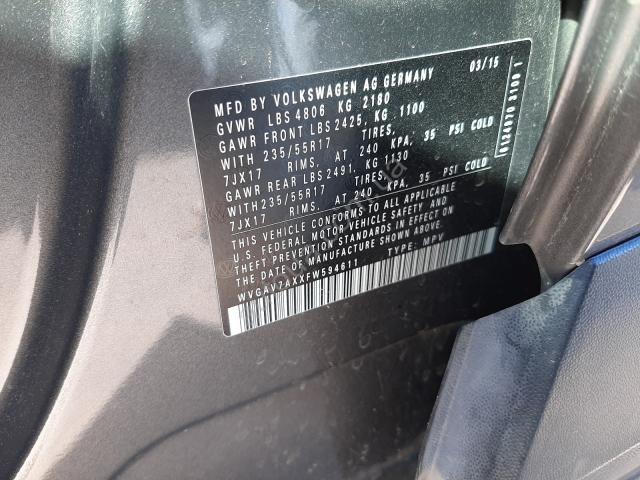 MFD BY VOLKSWAGEN AG GERMANY 03/15
GVWR LBS 4806 KG 2180
GAWR FRONT LBS 2425, KG 1100
WITH 235/55R17 TIRES,
7JX17 RIMS, AT 240 KPA, 35 PSI COLD
GAWR REAR LBS 2491, KG 1130
WITH 235/55R17 TIRES,
7JX17 RIMS, AT 240 KPA, 35 PSI COLD
THIS VEHICLE CONFORMS TO ALL APPLICABLE
U.S. FEDERAL MOTOR VEHICLE SAFETY AND
THEFT PREVENTION STANDARDS IN EFFECT ON
THE DATE OF MANUFACTURE SHOWN ABOVE.
WVGAV7AXXFW594611 TYPE: MPV